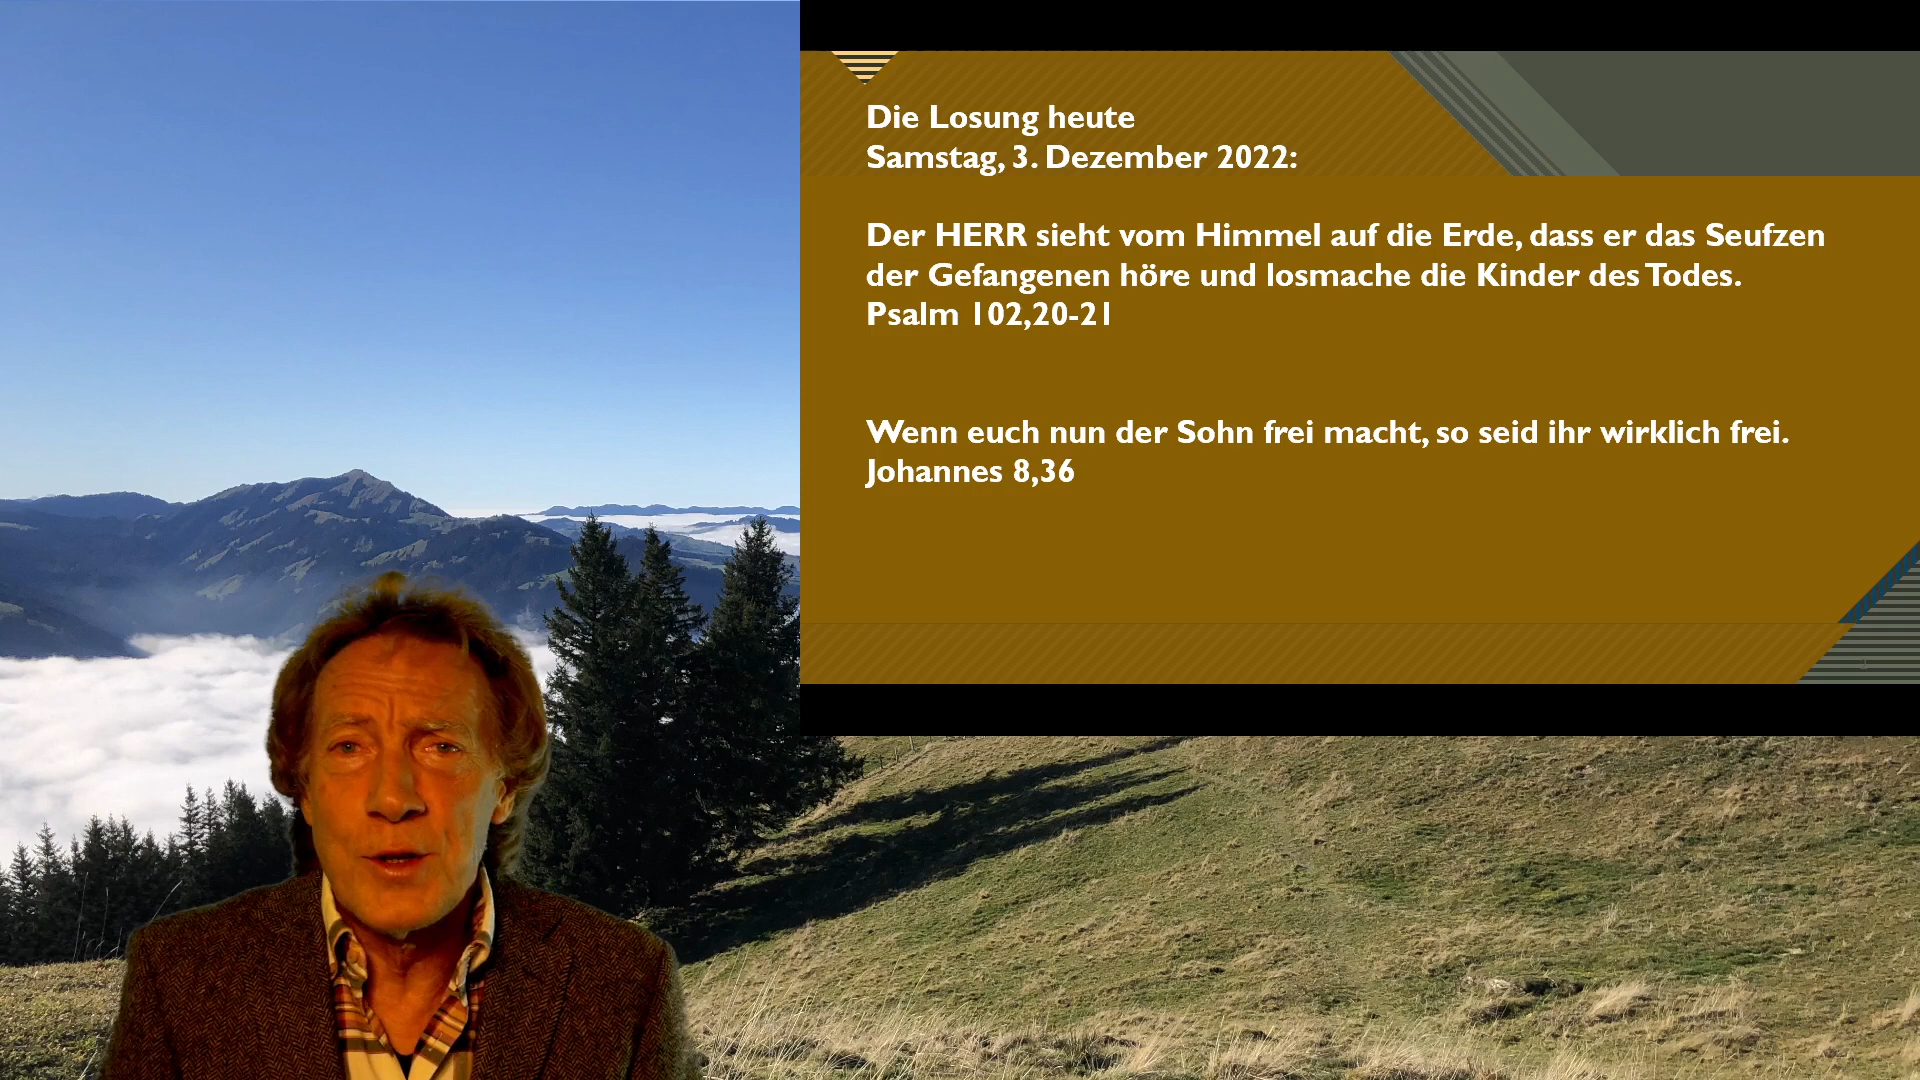 Die Losung heute
Samstag, 3. Dezember 2022:
Der HERR sieht vom Himmel auf die Erde, dass er das Seufzen
der Gefangenen höre und losmache die Kinder des Todes.
Psalm 102,20-21
Wenn euch nun der Sohn frei macht, so seid ihr wirklich frei.
Johannes 8,36